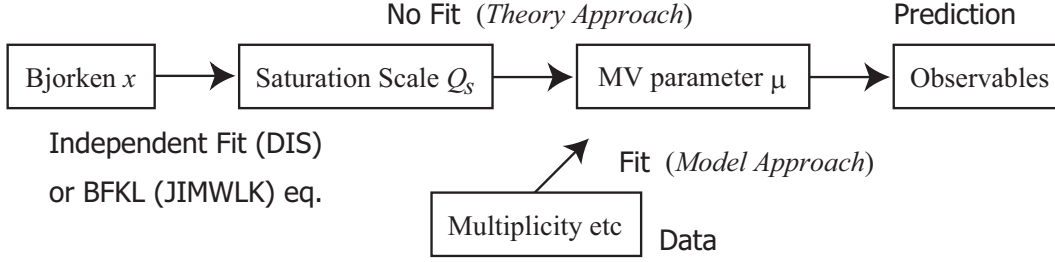 No Fit (Theory Approach)
Prediction
Bjorken x
Saturation Scale Qs
MV parameter μ
Observables
Independent Fit (DIS)
or BFKL (JIMWLK) eq.
Fit (Model Approach)
Multiplicity etc
Data